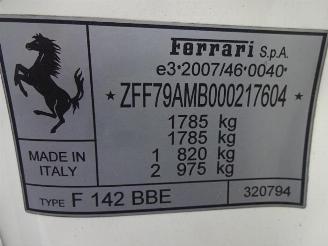 Ferrari S.p.A.
e3*2007/46*0040*
*ZFF79AMB000217604*
1785 kg
1785 kg
1 820 kg
2 975 kg
MADE IN
ITALY
TYPE F 142 BBE
320794